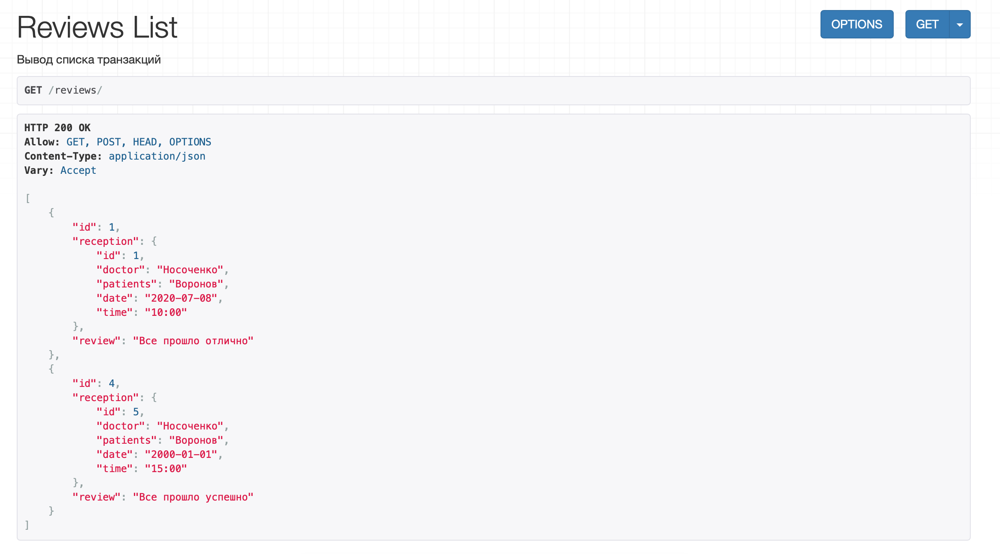 Reviews List
OPTIONS
GET
Вывод списка транзакций
GET /reviews/
HTTP 200 OK
Allow: GET, POST, HEAD, OPTIONS
Content-Type: application/json
Vary: Accept
[
    {
        "id": 1,
        "reception": {
            "id": 1,
            "doctor": "Носоченко",
            "patients": "Воронов",
            "date": "2020-07-08",
            "time": "10:00"
        },
        "review": "Все прошло отлично"
    },
    {
        "id": 4,
        "reception": {
            "id": 5,
            "doctor": "Носоченко",
            "patients": "Воронов",
            "date": "2000-01-01",
            "time": "15:00"
        },
        "review": "Все прошло успешно"
    }
]